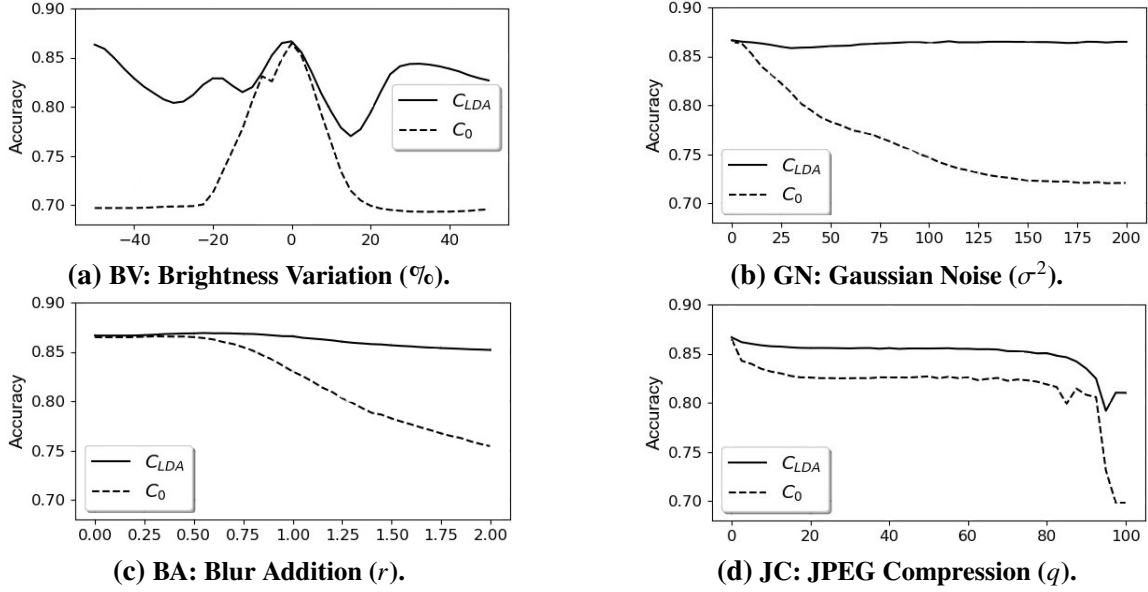 0.90
0.85
0.80
0.75
0.70
Accuracy
C_LDA
C_0
−40 −20 0 20 40
(a) BV: Brightness Variation (%).
0.90
0.85
0.80
0.75
0.70
Accuracy
C_LDA
C_0
0 25 50 75 100 125 150 175 200
(b) GN: Gaussian Noise (σ²).
0.90
0.85
0.80
0.75
0.70
Accuracy
C_LDA
C_0
0.00 0.25 0.50 0.75 1.00 1.25 1.50 1.75 2.00
(c) BA: Blur Addition (r).
0.90
0.85
0.80
0.75
0.70
Accuracy
C_LDA
C_0
0 20 40 60 80 100
(d) JC: JPEG Compression (q).